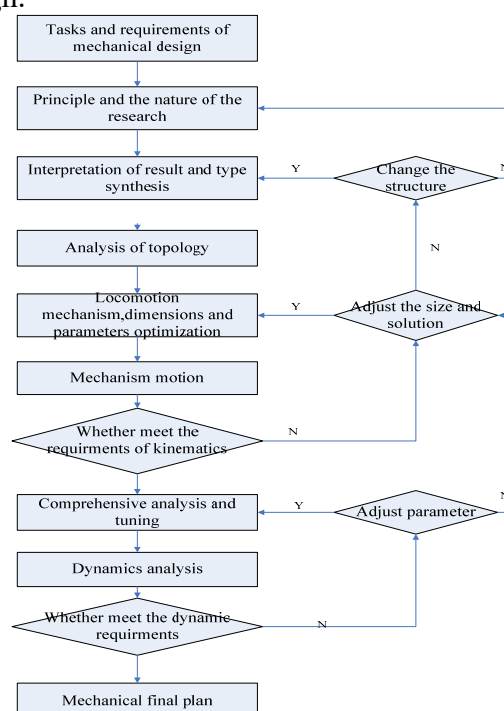 Tasks and requirements of
mechanical design
Principle and the nature of the
research
Interpretation of result and type
synthesis
Y
Change the
structure
Analysis of topology
N
Locomotion
mechanism,dimensions and
parameters optimization
Y
Adjust the size and
solution
Mechanism motion
Whether meet the
requirments of kinematics
N
Comprehensive analysis and
tuning
Y
Adjust parameter
Dynamics analysis
Whether meet the dynamic
requirments
N
Mechanical final plan